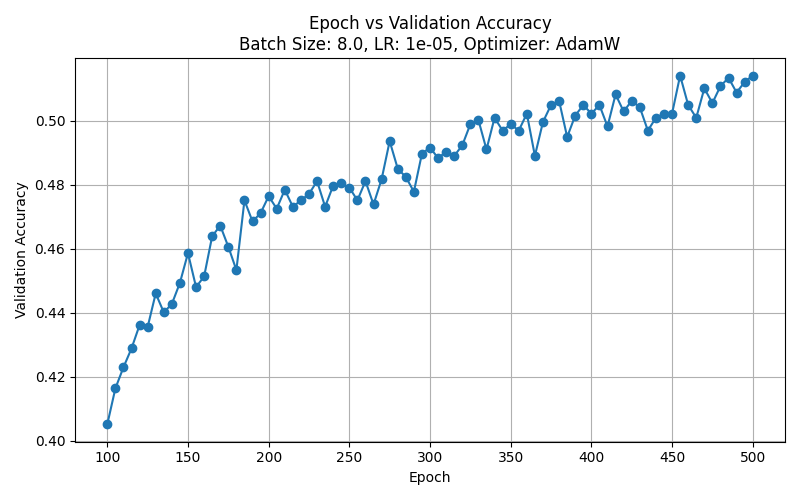 Epoch vs Validation Accuracy
Batch Size: 8.0, LR: 1e-05, Optimizer: AdamW
Validation Accuracy
0.50
0.48
0.46
0.44
0.42
0.40
100 150 200 250 300 350 400 450 500
Epoch